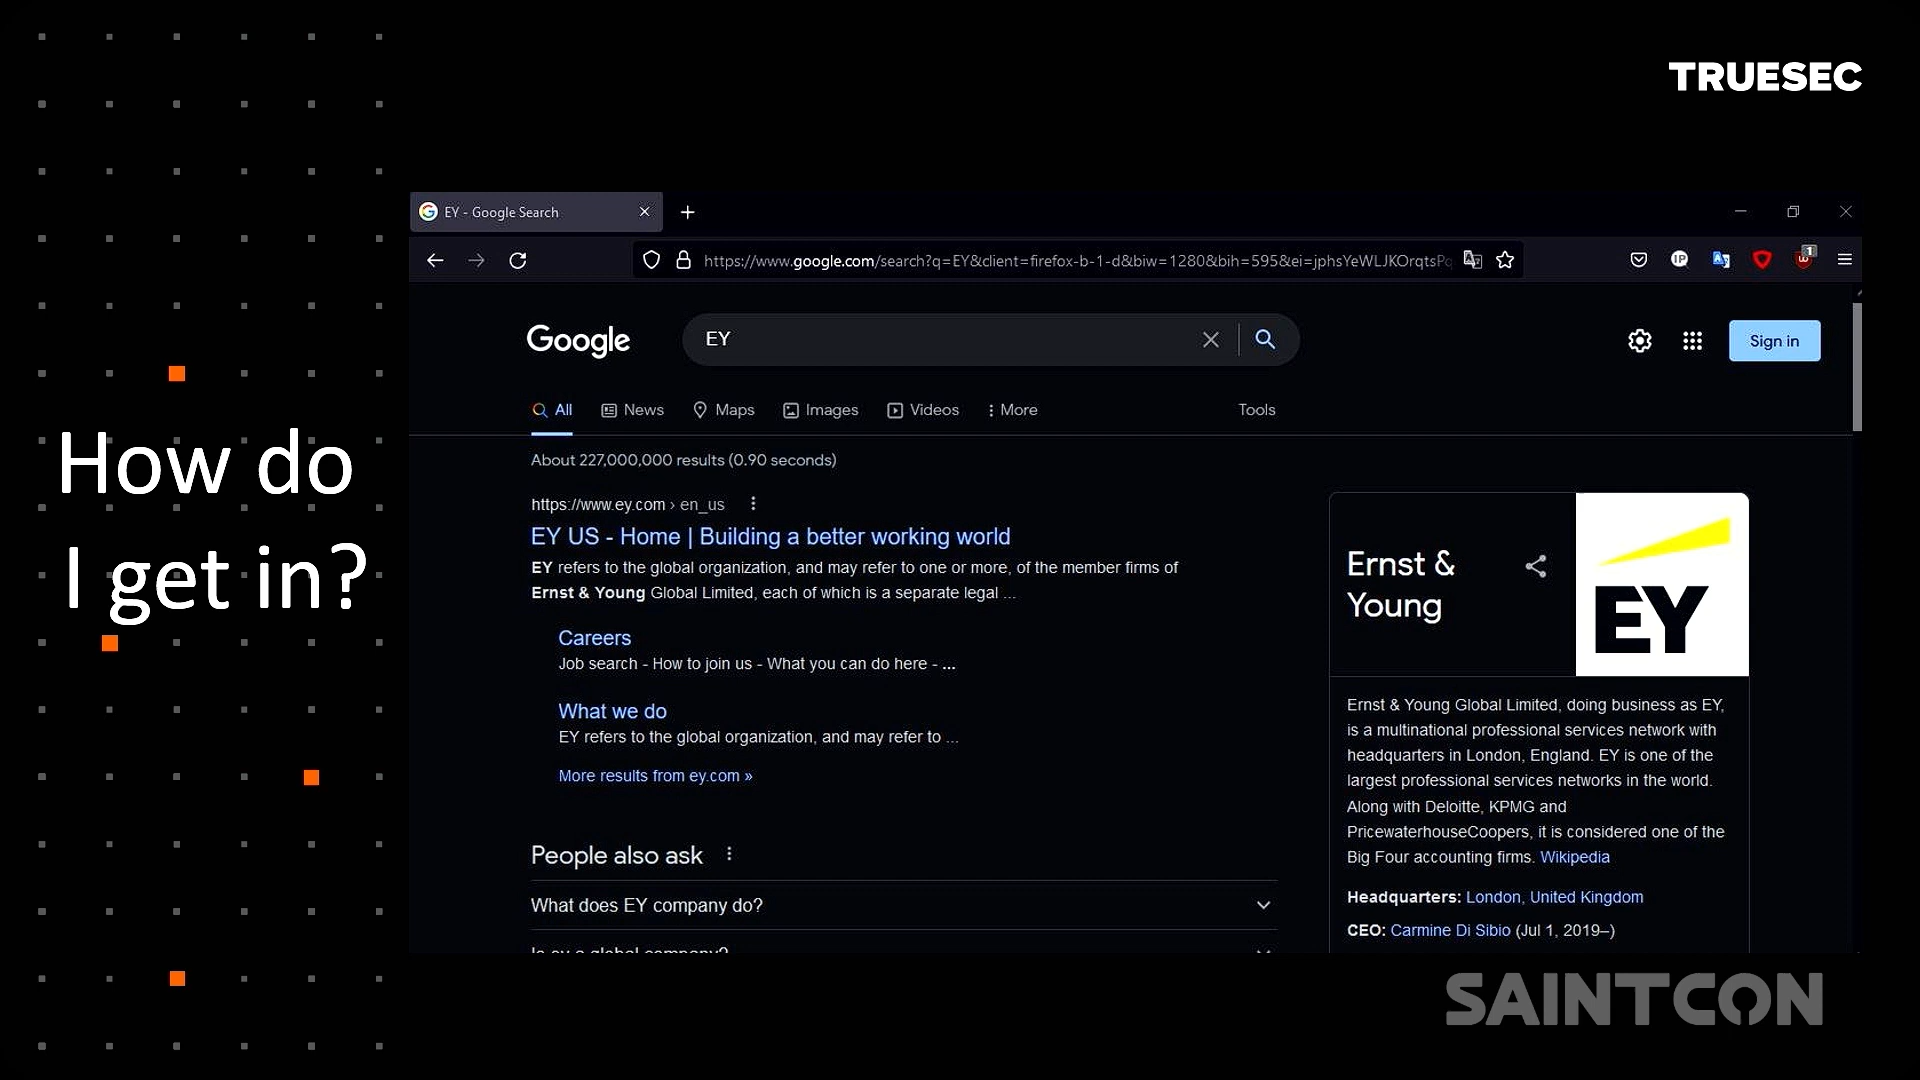 TRUESEC
How do
I get in?
EY - Google Search
https://www.google.com/search?q=EY&client=firefox-b-1-d&biw=1280&bih=595&ei=jphsYeWLJKOrqtsPq
1
Google
EY
Sign in
All News Maps Images Videos More Tools
About 227,000,000 results (0.90 seconds)
https://www.ey.com › en_us
EY US - Home | Building a better working world
EY refers to the global organization, and may refer to one or more, of the member firms of
Ernst & Young Global Limited, each of which is a separate legal ...
Careers
Job search - How to join us - What you can do here - ...
What we do
EY refers to the global organization, and may refer to ...
More results from ey.com »
People also ask
What does EY company do?
Is ey a global company?
Ernst &
Young
EY
Ernst & Young Global Limited, doing business as EY,
is a multinational professional services network with
headquarters in London, England. EY is one of the
largest professional services networks in the world.
Along with Deloitte, KPMG and
PricewaterhouseCoopers, it is considered one of the
Big Four accounting firms. Wikipedia
Headquarters: London, United Kingdom
CEO: Carmine Di Sibio (Jul 1, 2019–)
SAINTCON